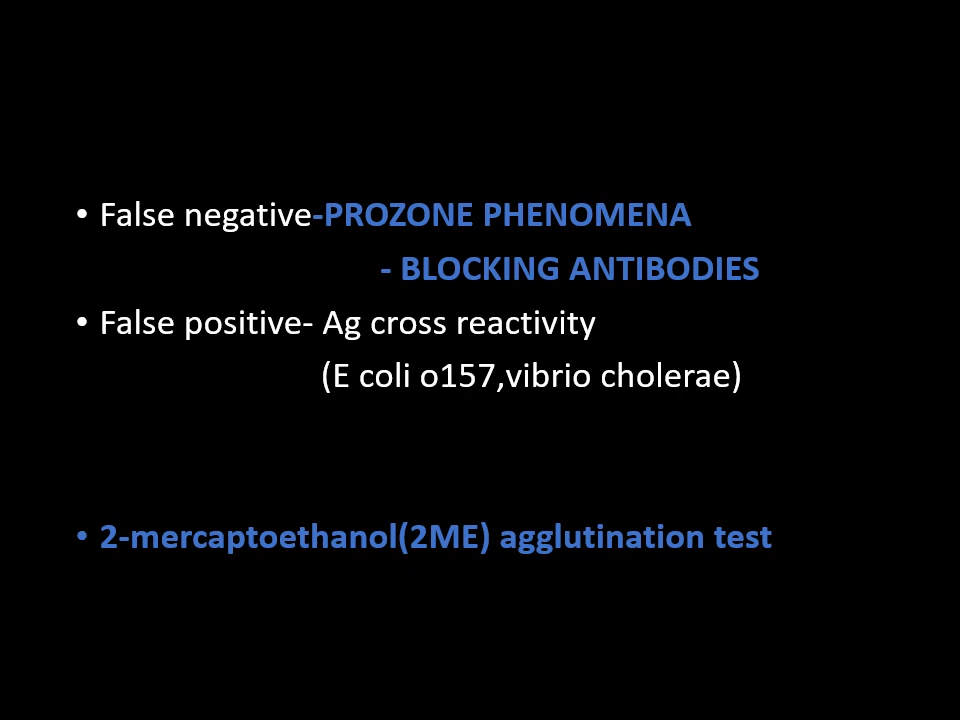 • False negative-PROZONE PHENOMENA
- BLOCKING ANTIBODIES
• False positive- Ag cross reactivity
(E coli o157,vibrio cholerae)
• 2-mercaptoethanol(2ME) agglutination test